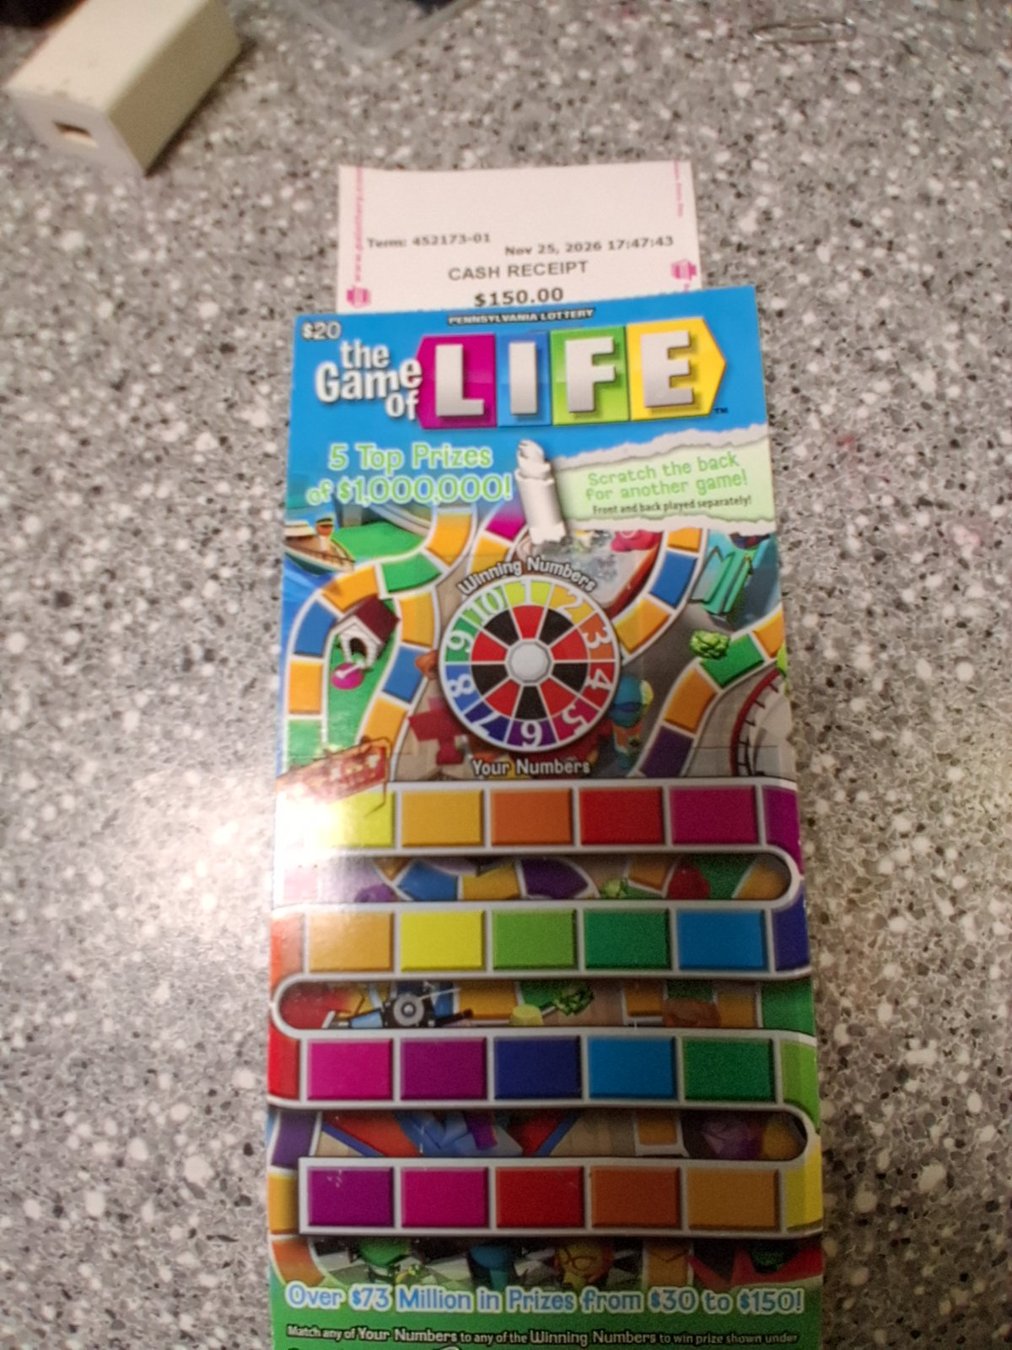 Term: 452173-01
Nov 25, 2026 17:47:43
CASH RECEIPT
$150.00
PENNSYLVANIA LOTTERY
$20
the
Game
of
LIFE
TM
5 Top Prizes
of $1,000,000!
Scratch the back
for another game!
Front and back played separately!
Winning Numbers
1
2
3
4
5
6
7
8
9
10
Your Numbers
Over $73 Million in Prizes from $30 to $150!
Match any of Your Numbers to any of the Winning Numbers to win prize shown under